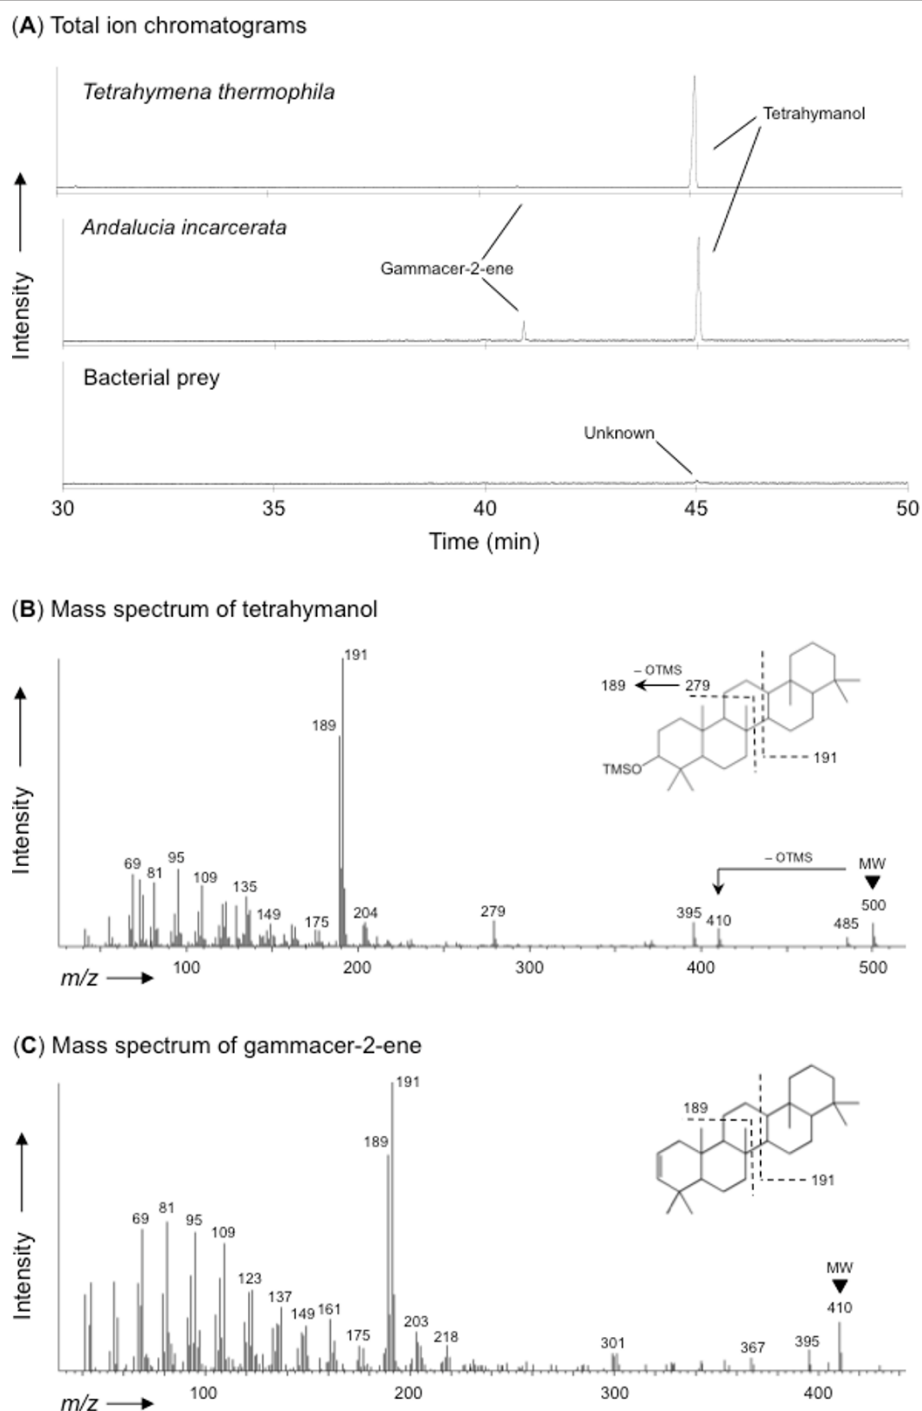 (A) Total ion chromatograms
Tetrahymena thermophila
Tetrahymanol
Andalucia incarcerata
Gammacer-2-ene
Intensity
Bacterial prey
Unknown
30 35 40 45 50
Time (min)
(B) Mass spectrum of tetrahymanol
191
– OTMS
189 279
189
191
TMSO
Intensity
– OTMS
MW
69 81 95 109 135 149 175 204 279 395 410 485 500
100 200 300 400 500
m/z
(C) Mass spectrum of gammacer-2-ene
191
189
189
191
Intensity
69 81 95 109 123 137 149 161 175 203 218 301 367 395 410
MW
100 200 300 400
m/z